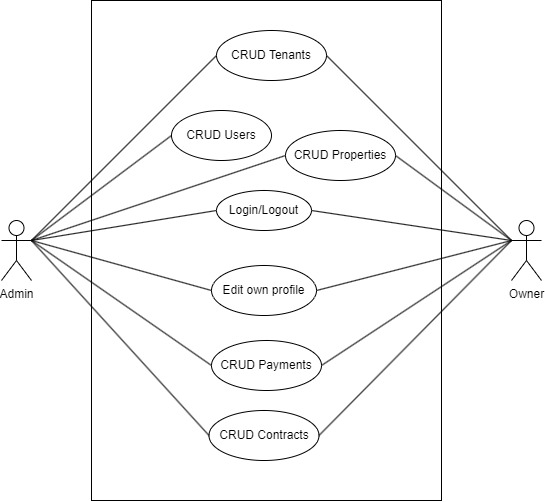 CRUD Tenants
CRUD Users
CRUD Properties
Login/Logout
Admin
Owner
Edit own profile
CRUD Payments
CRUD Contracts